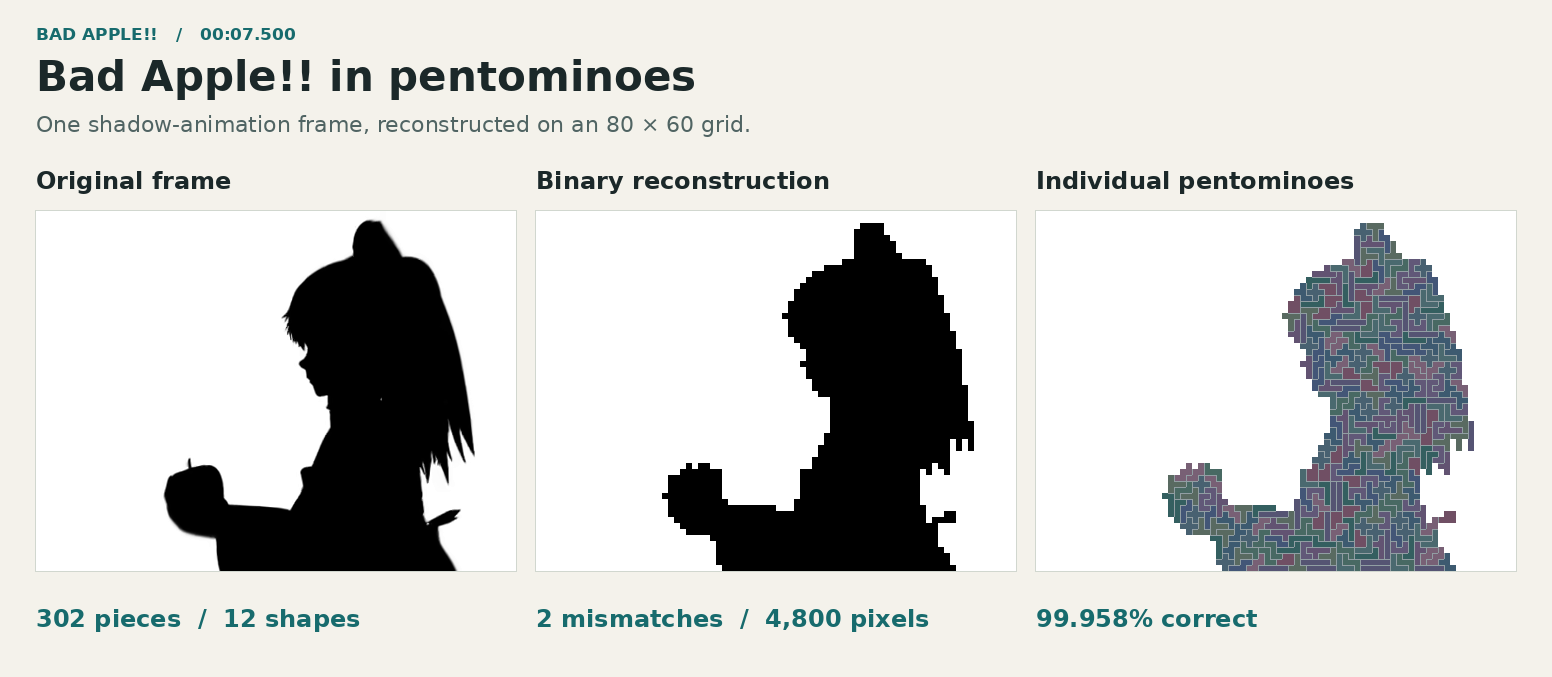 BAD APPLE!! / 00:07.500
Bad Apple!! in pentominoes
One shadow-animation frame, reconstructed on an 80 × 60 grid.
Original frame
Binary reconstruction
Individual pentominoes
302 pieces / 12 shapes
2 mismatches / 4,800 pixels
99.958% correct